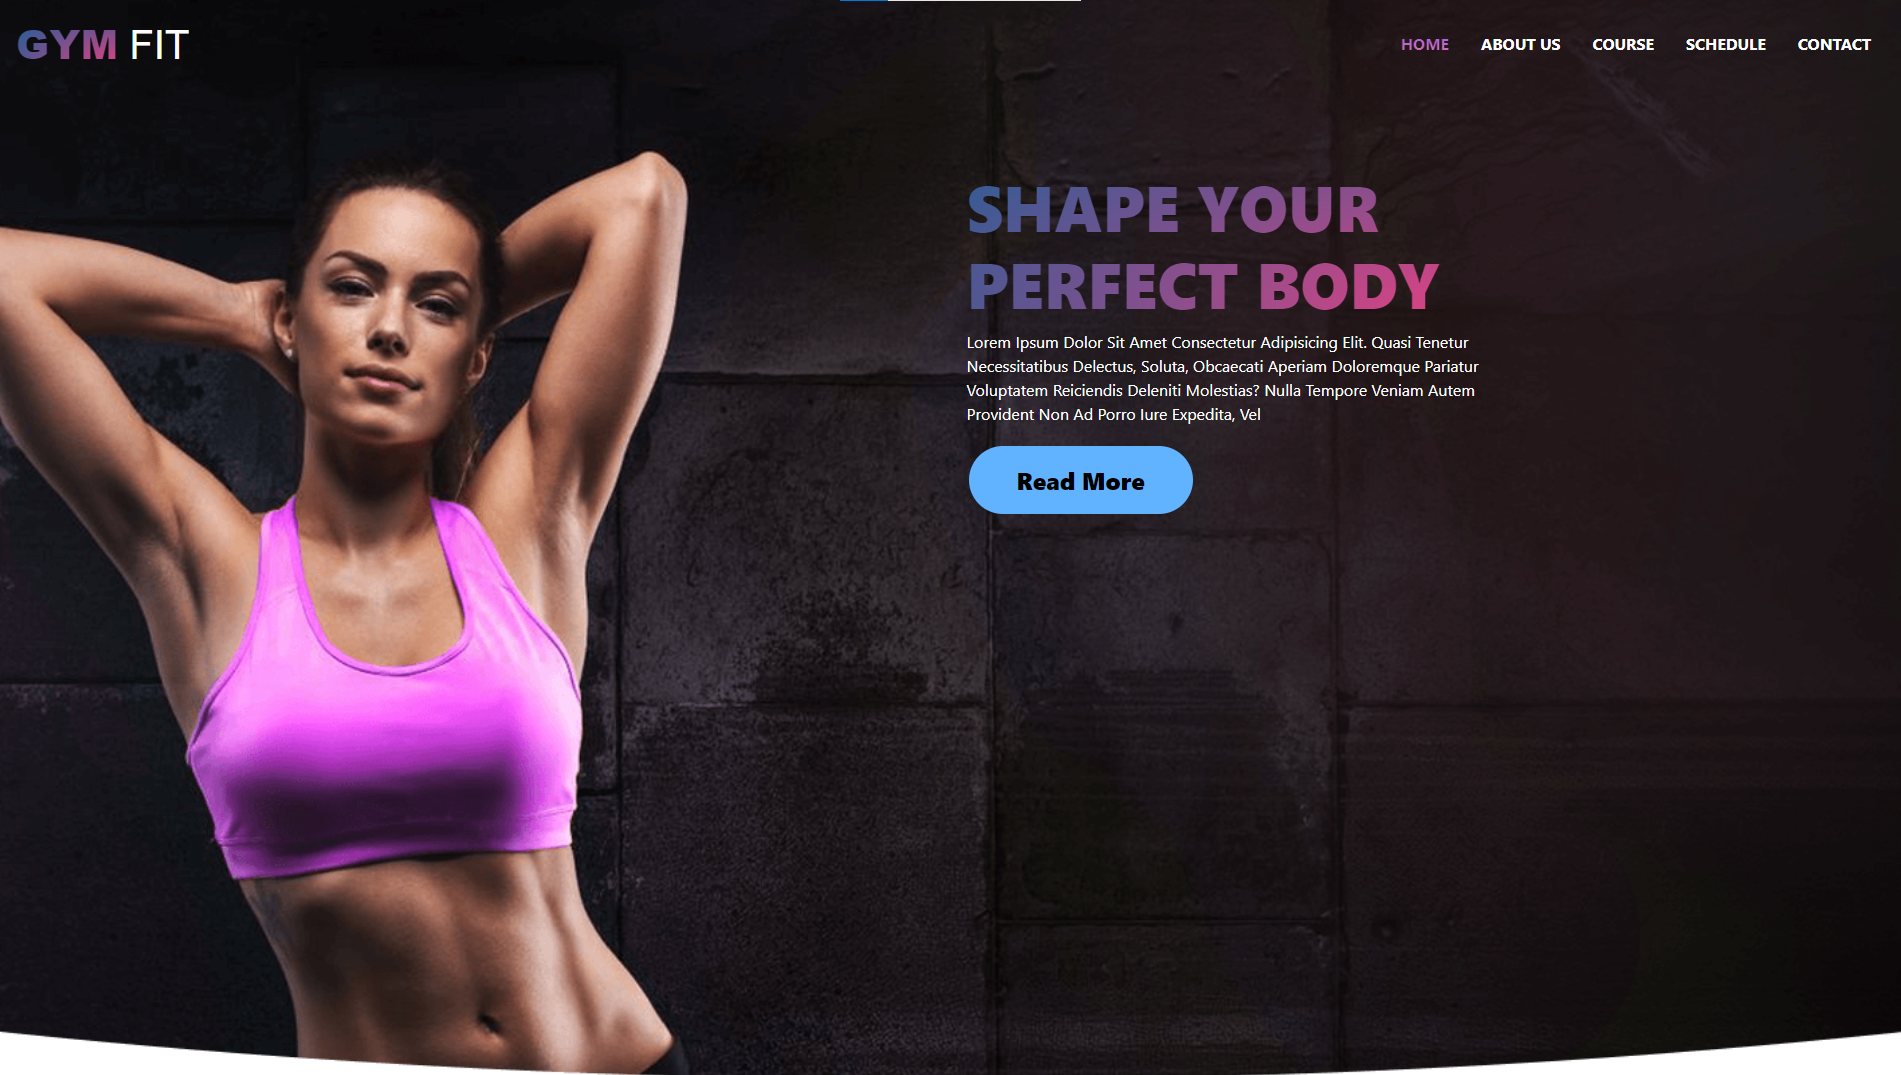 GYM FIT
HOME ABOUT US COURSE SCHEDULE CONTACT
SHAPE YOUR
PERFECT BODY
Lorem Ipsum Dolor Sit Amet Consectetur Adipisicing Elit. Quasi Tenetur
Necessitatibus Delectus, Soluta, Obcaecati Aperiam Doloremque Pariatur
Voluptatem Reiciendis Deleniti Molestias? Nulla Tempore Veniam Autem
Provident Non Ad Porro Iure Expedita, Vel
Read More